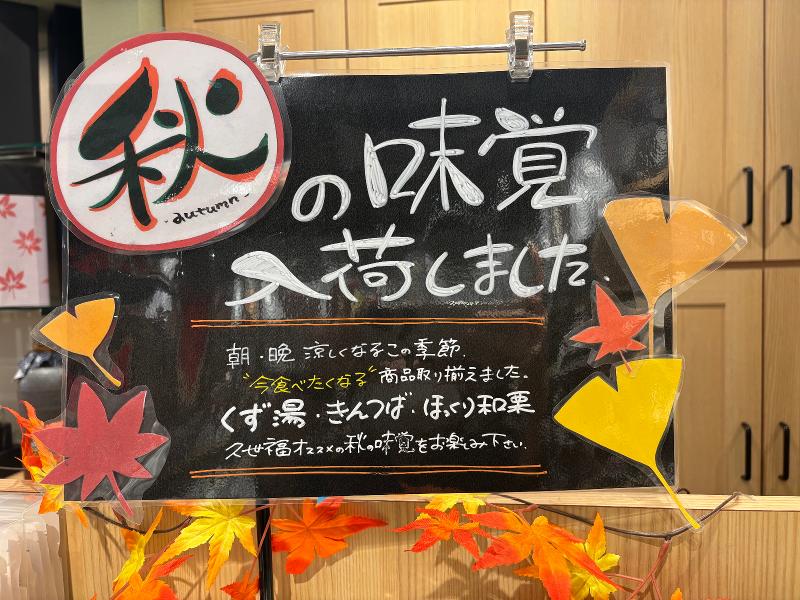 秋の味覚
autumn
入荷しました.
朝・晩 涼しくなるこの季節.
"今食べたくなる"商品取り揃えました。
くず湯・きんつば・ほっくり和栗
久世福オススメの秋の味覚をお楽しみ下さい.